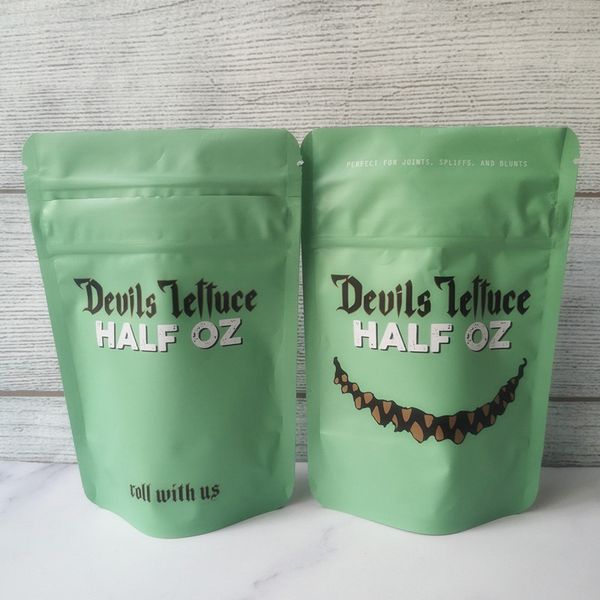 Devils lettuce
HALF OZ
roll with us
PERFECT FOR JOINTS, SPLIFFS, AND BLUNTS
Devils lettuce
HALF OZ